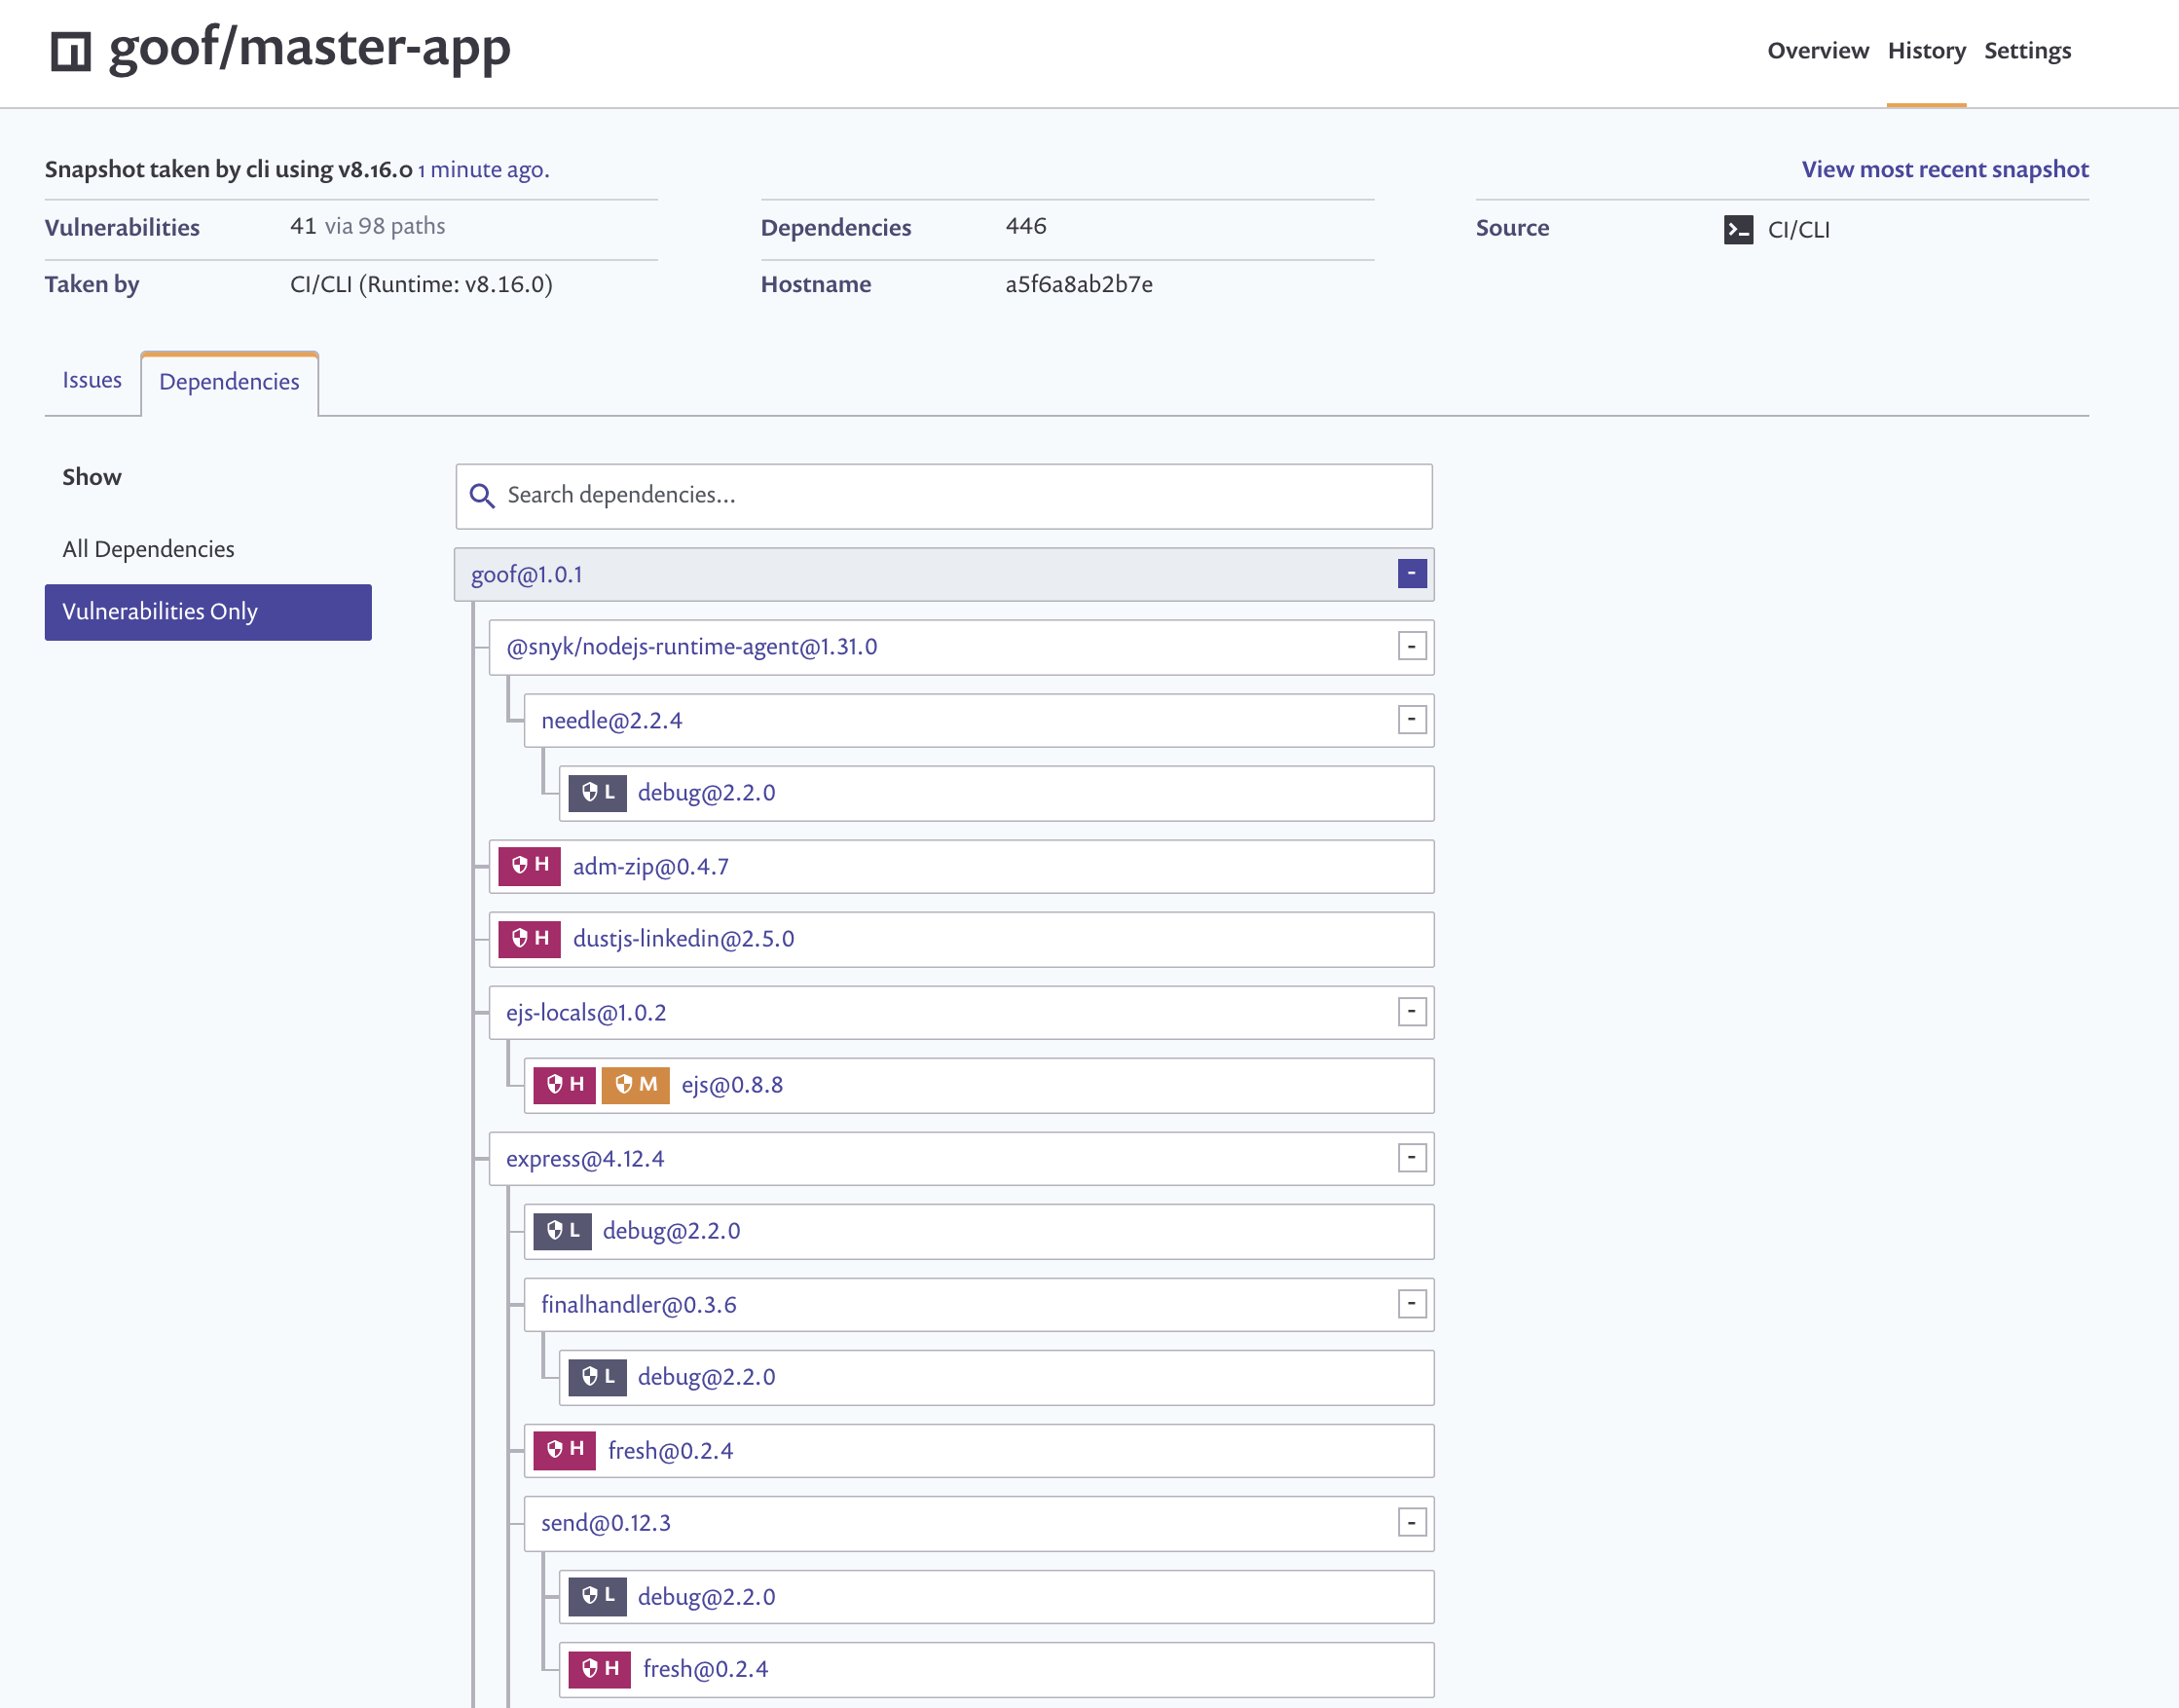 goof/master-app
Overview History Settings
Snapshot taken by cli using v8.16.0 1 minute ago.
View most recent snapshot
Vulnerabilities 41 via 98 paths
Dependencies 446
Source >_ CI/CLI
Taken by CI/CLI (Runtime: v8.16.0)
Hostname a5f6a8ab2b7e
Issues Dependencies
Show
All Dependencies
Vulnerabilities Only
Search dependencies...
goof@1.0.1 -
@snyk/nodejs-runtime-agent@1.31.0 -
needle@2.2.4 -
L debug@2.2.0
H adm-zip@0.4.7
H dustjs-linkedin@2.5.0
ejs-locals@1.0.2 -
H M ejs@0.8.8
express@4.12.4 -
L debug@2.2.0
finalhandler@0.3.6 -
L debug@2.2.0
H fresh@0.2.4
send@0.12.3 -
L debug@2.2.0
H fresh@0.2.4